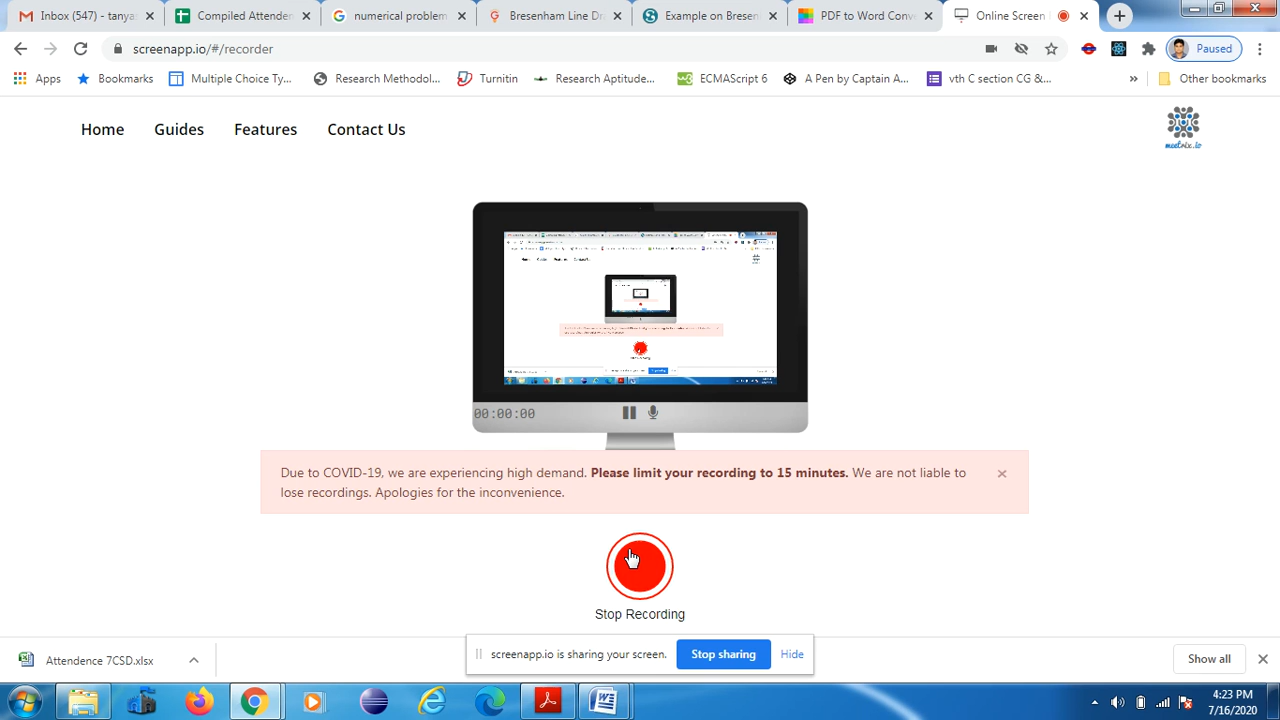 Inbox (547)
Compiled Attender
numerical problem
Bresenham Line Dr
Example on Bresen
PDF to Word Conve
Online Screen
screenapp.io/#/recorder
Paused
Apps
Bookmarks
Multiple Choice Ty...
Research Methodol...
Turnitin
Research Aptitude...
ECMAScript 6
A Pen by Captain A...
vth C section CG &...
Other bookmarks
Home
Guides
Features
Contact Us
meetrix.io
00:00:00
Due to COVID-19, we are experiencing high demand. Please limit your recording to 15 minutes. We are not liable to
lose recordings. Apologies for the inconvenience.
Stop Recording
screenapp.io is sharing your screen.
Stop sharing
Hide
Attendence 7CSD.xlsx
Show all
4:23 PM
7/16/2020